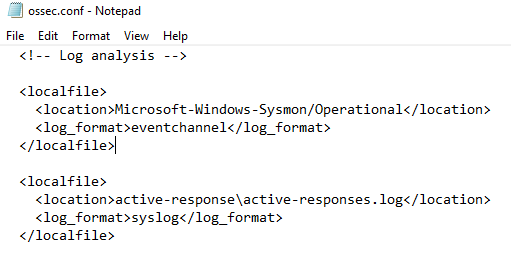 ossec.conf - Notepad
File Edit Format View Help
<!-- Log analysis -->
<localfile>
<location>Microsoft-Windows-Sysmon/Operational</location>
<log_format>eventchannel</log_format>
</localfile>
<localfile>
<location>active-response\active-responses.log</location>
<log_format>syslog</log_format>
</localfile>